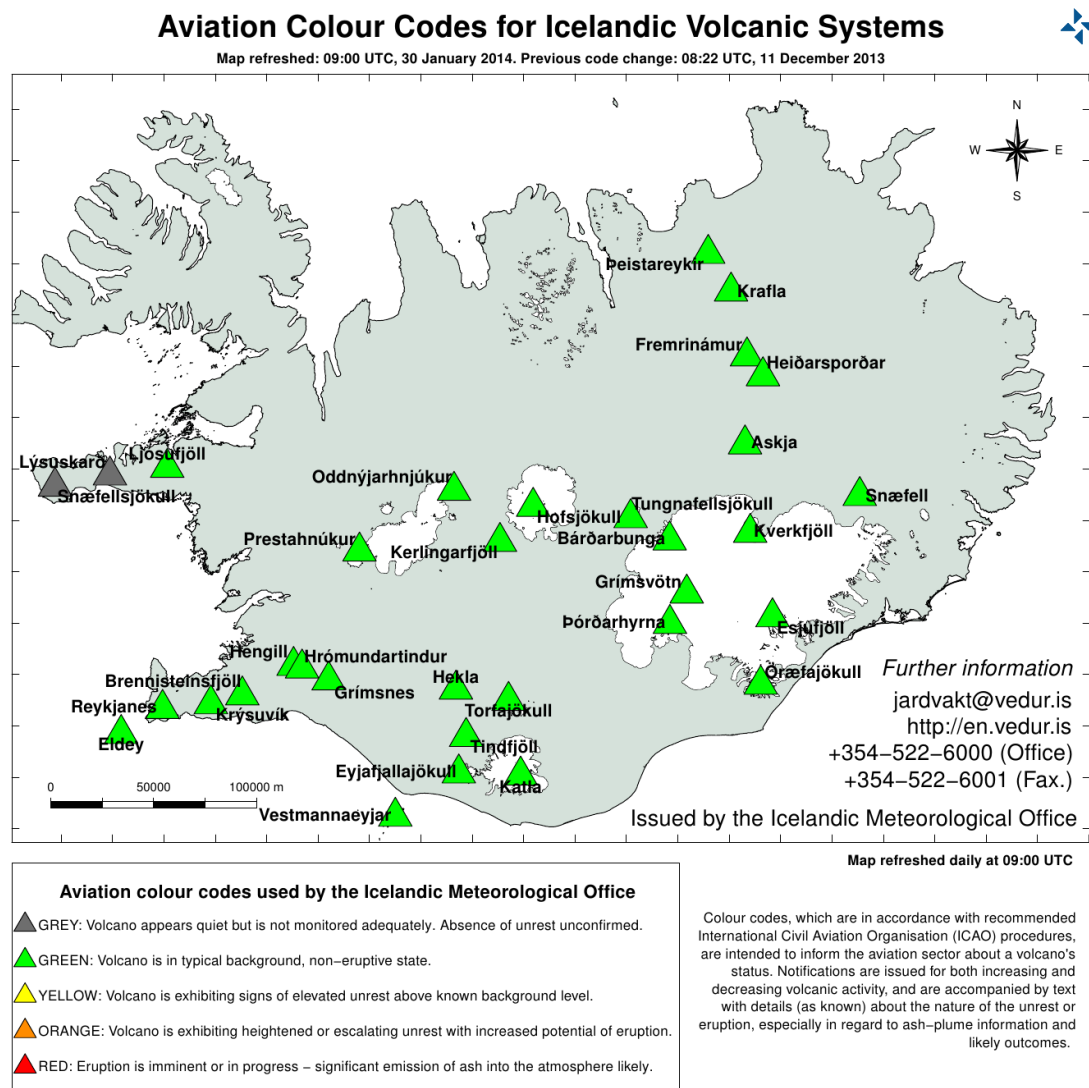 Aviation Colour Codes for Icelandic Volcanic Systems
Map refreshed: 09:00 UTC, 30 January 2014. Previous code change: 08:22 UTC, 11 December 2013
N
W E
S
Þeistareykir
Krafla
Fremrinámur
Heiðarsporðar
Askja
Lýsuskarð
Ljósufjöll
Snæfellsjökull
Oddnýjarhnjúkur
Hofsjökull
Tungnafellsjökull
Snæfell
Prestahnúkur
Kerlingarfjöll
Bárðarbunga
Kverkfjöll
Grímsvötn
Þórðarhyrna
Esjufjöll
Hengill
Hrómundartindur
Grímsnes
Hekla
Öræfajökull
Brennisteinsfjöll
Reykjanes
Krýsuvík
Torfajökull
Eldey
Tindfjöll
Eyjafjallajökull
Katla
Vestmannaeyjar
0 50000 100000 m
Further information
jardvakt@vedur.is
http://en.vedur.is
+354−522−6000 (Office)
+354−522−6001 (Fax.)
Issued by the Icelandic Meteorological Office
Map refreshed daily at 09:00 UTC
Aviation colour codes used by the Icelandic Meteorological Office
GREY: Volcano appears quiet but is not monitored adequately. Absence of unrest unconfirmed.
GREEN: Volcano is in typical background, non−eruptive state.
YELLOW: Volcano is exhibiting signs of elevated unrest above known background level.
ORANGE: Volcano is exhibiting heightened or escalating unrest with increased potential of eruption.
RED: Eruption is imminent or in progress − significant emission of ash into the atmosphere likely.
Colour codes, which are in accordance with recommended
International Civil Aviation Organisation (ICAO) procedures,
are intended to inform the aviation sector about a volcano's
status. Notifications are issued for both increasing and
decreasing volcanic activity, and are accompanied by text
with details (as known) about the nature of the unrest or
eruption, especially in regard to ash−plume information and
likely outcomes.